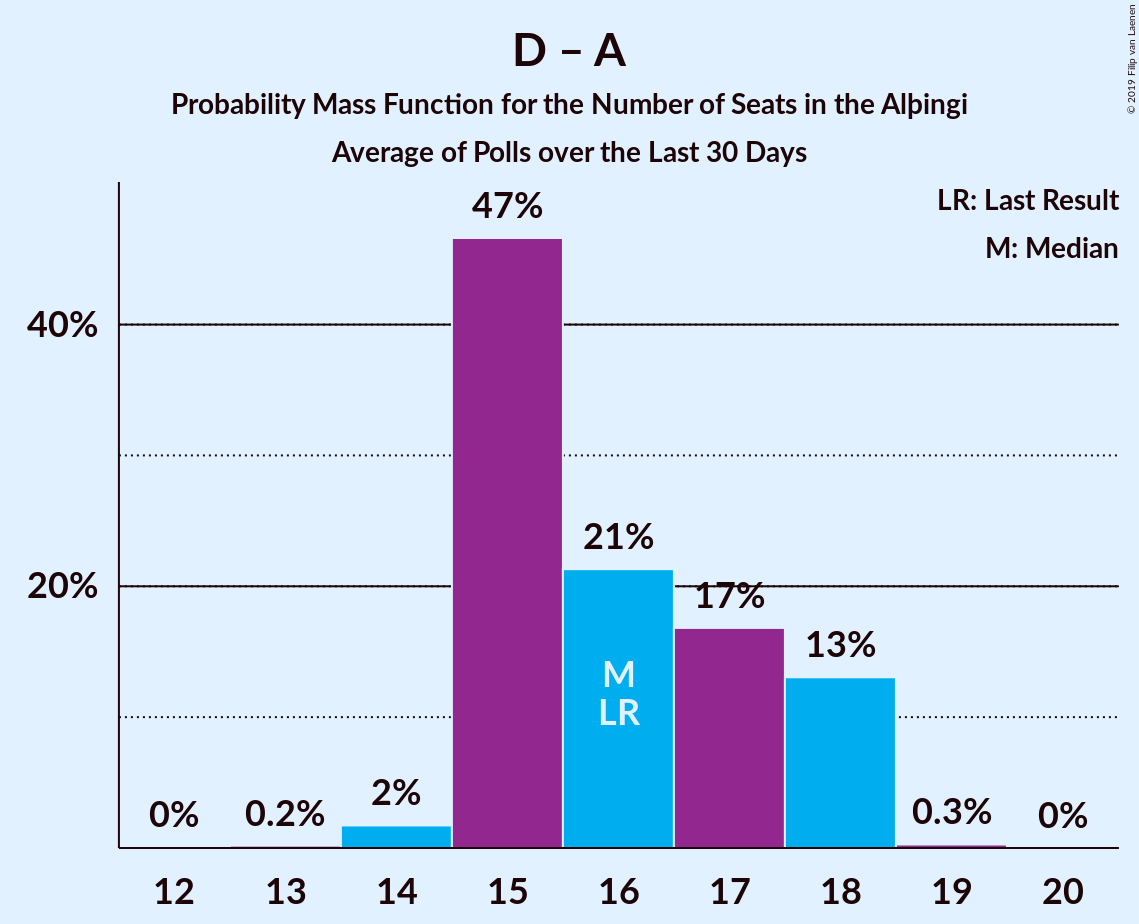 D – A
Probability Mass Function for the Number of Seats in the Alþingi
Average of Polls over the Last 30 Days
© 2019 Filip van Laenen
LR: Last Result
M: Median
47%
40%
21%
20%
17%
13%
M
LR
2%
0%
0.2%
0.3%
0%
12 13 14 15 16 17 18 19 20